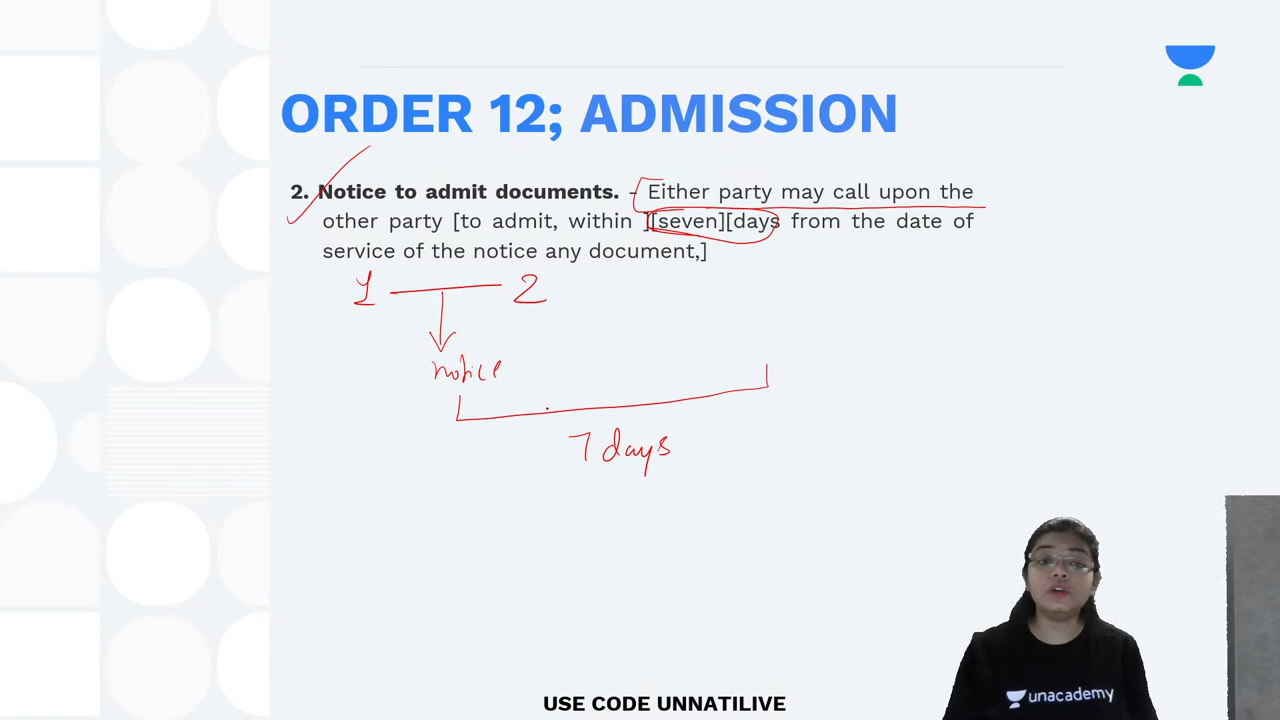 ORDER 12; ADMISSION
2. Notice to admit documents. - Either party may call upon the
other party [to admit, within ][seven][days from the date of
service of the notice any document,]
1 2
notice
7 days
unacademy
USE CODE UNNATILIVE